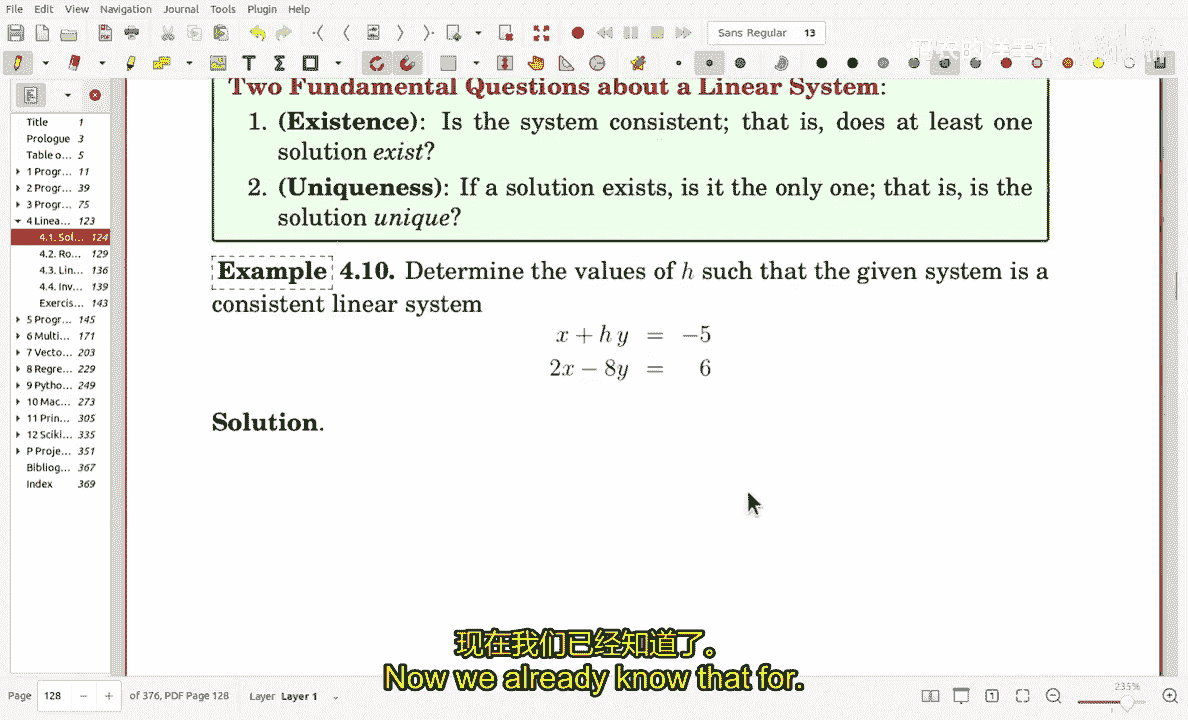 File Edit View Navigation Journal Tools Plugin Help
Sans Regular 13
Title 1
Prologue 3
Table o... 5
1 Progr... 11
2 Progr... 39
3 Progr... 75
4 Linea... 123
4.1. Sol... 124
4.2. Ro... 129
4.3. Lin... 136
4.4. Inv... 139
Exercis... 143
5 Progr... 145
6 Multi... 171
7 Vecto... 203
8 Regre... 229
9 Pytho... 249
10 Mac... 273
11 Prin... 305
12 Sciki... 335
P Proje... 351
Bibliog... 367
Index 369
Two Fundamental Questions about a Linear System:
1. (Existence): Is the system consistent; that is, does at least one
solution exist?
2. (Uniqueness): If a solution exists, is it the only one; that is, is the
solution unique?
Example 4.10. Determine the values of h such that the given system is a
consistent linear system
x + h y = −5
2x − 8y = 6
Solution.
现在我们已经知道了。
Now we already know that for.
Page 128 − + of 376, PDF Page 128 Layer Layer 1
235%